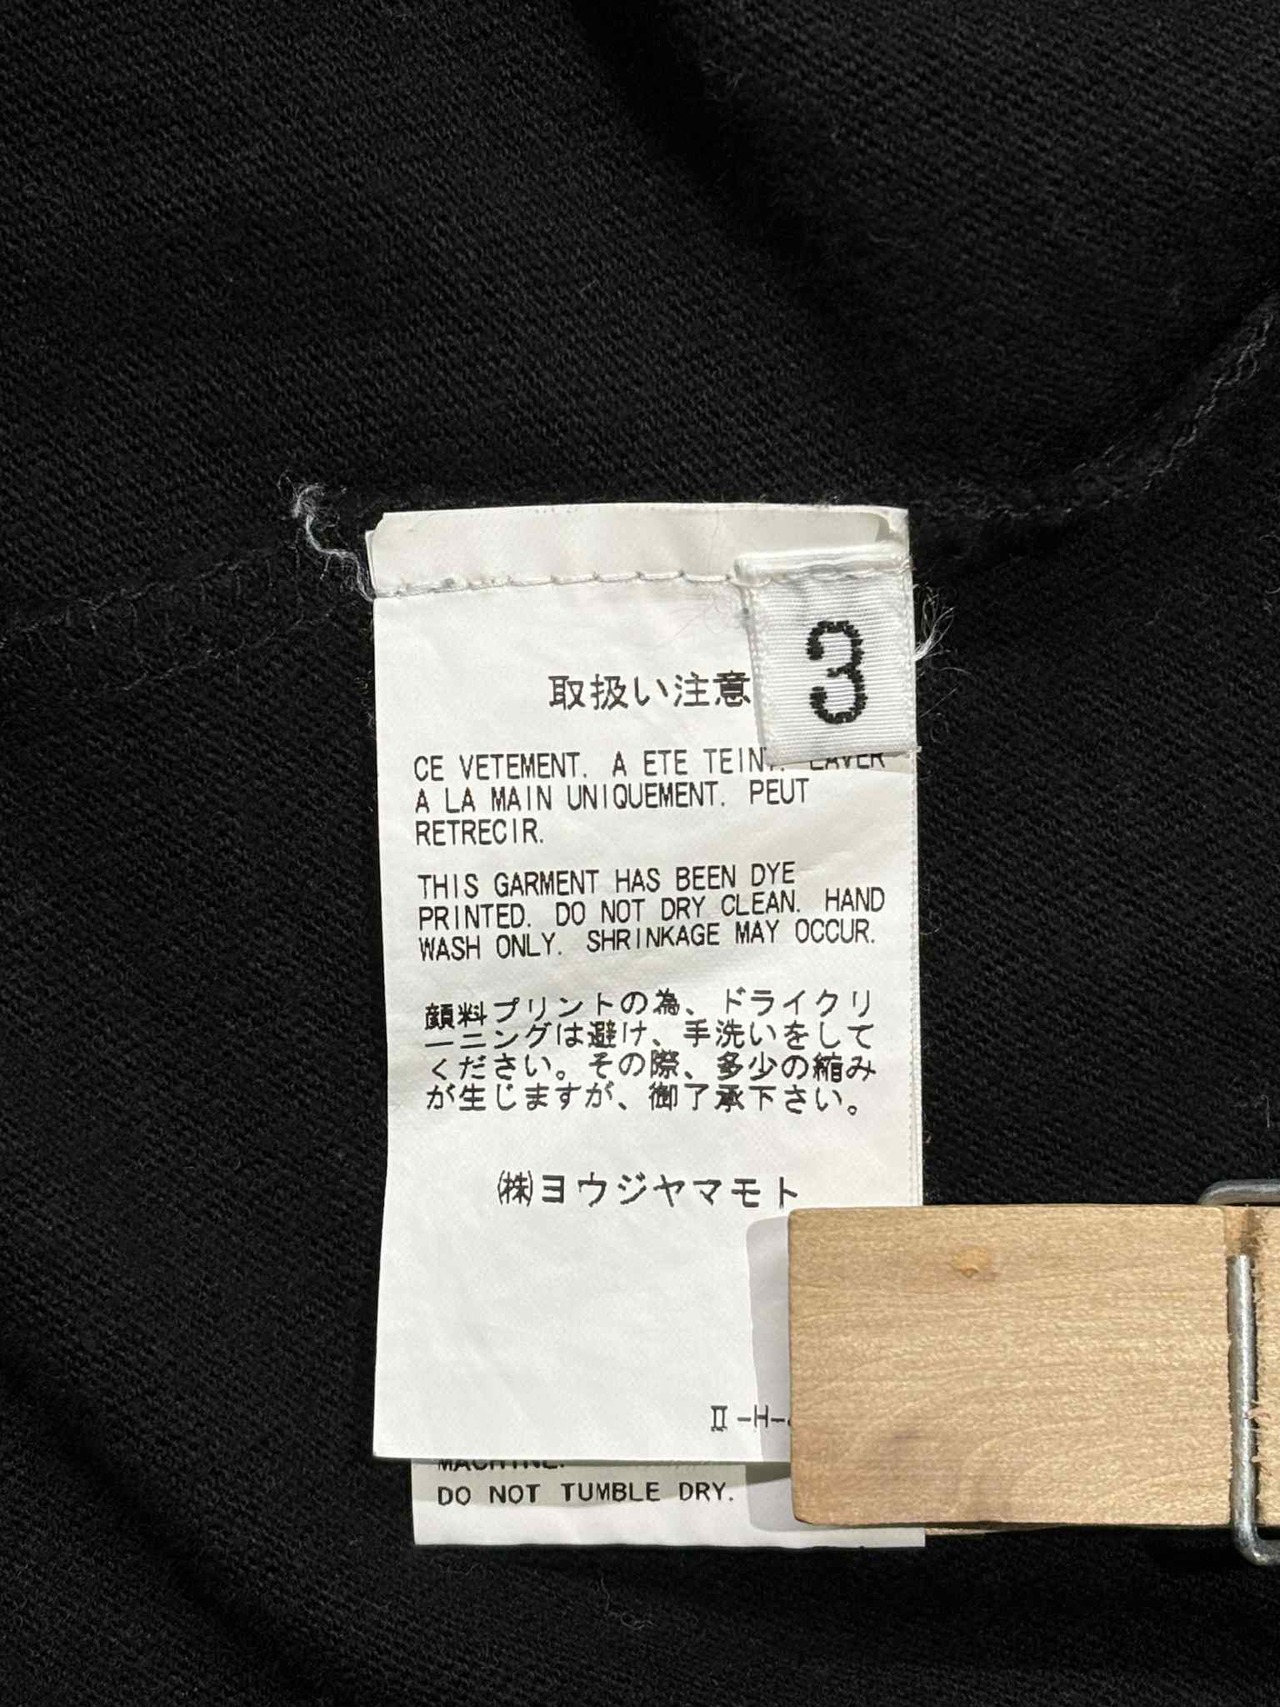 3
取扱い注意
CE VETEMENT. A ETE TEINT. LAVER
A LA MAIN UNIQUEMENT. PEUT
RETRECIR.
THIS GARMENT HAS BEEN DYE
PRINTED. DO NOT DRY CLEAN. HAND
WASH ONLY. SHRINKAGE MAY OCCUR.
顔料プリントの為、ドライクリ
ーニングは避け、手洗いをして
ください。その際、多少の縮み
が生じますが、御了承下さい。
㈱ヨウジヤマモト
Ⅱ-H-
MACHINE.
DO NOT TUMBLE DRY.